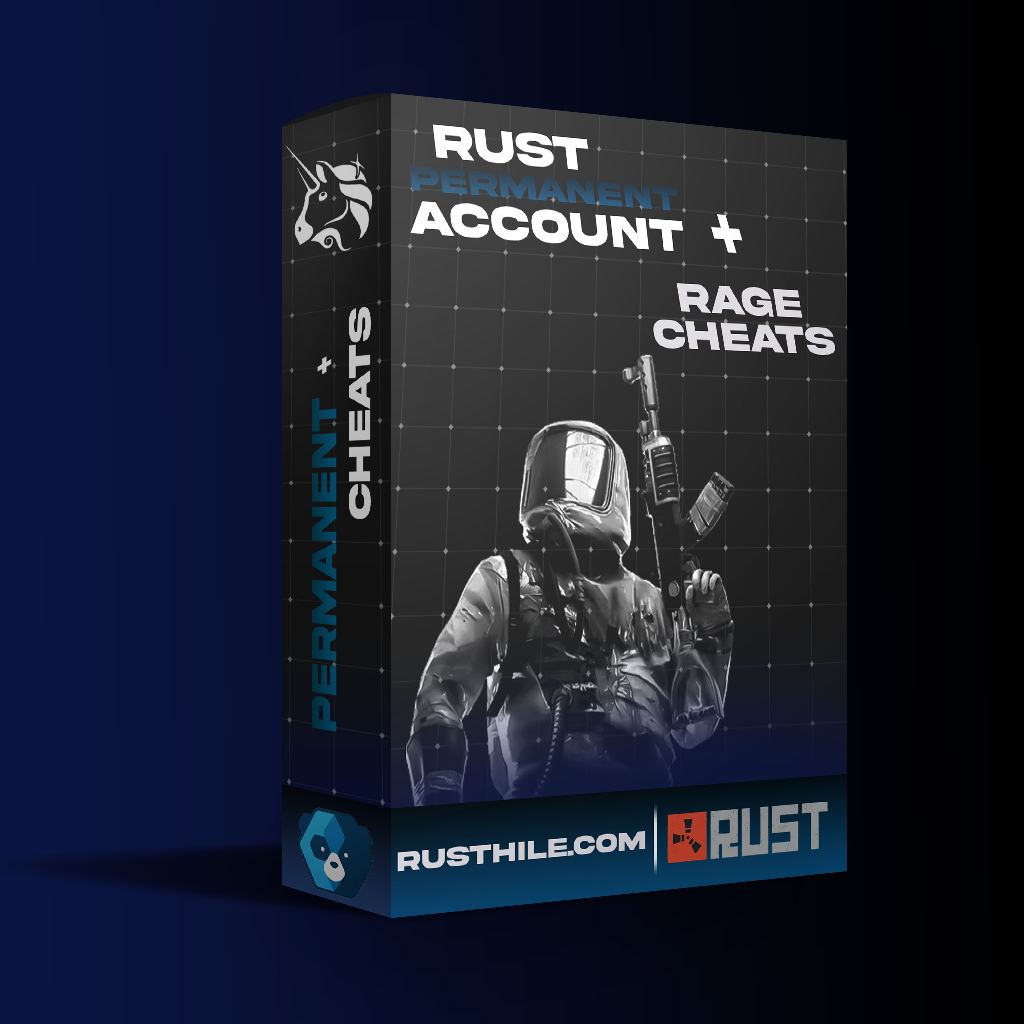 RUST
PERMANENT
ACCOUNT +
RAGE
CHEATS
PERMANENT +
CHEATS
RUSTHILE.COM
RUST